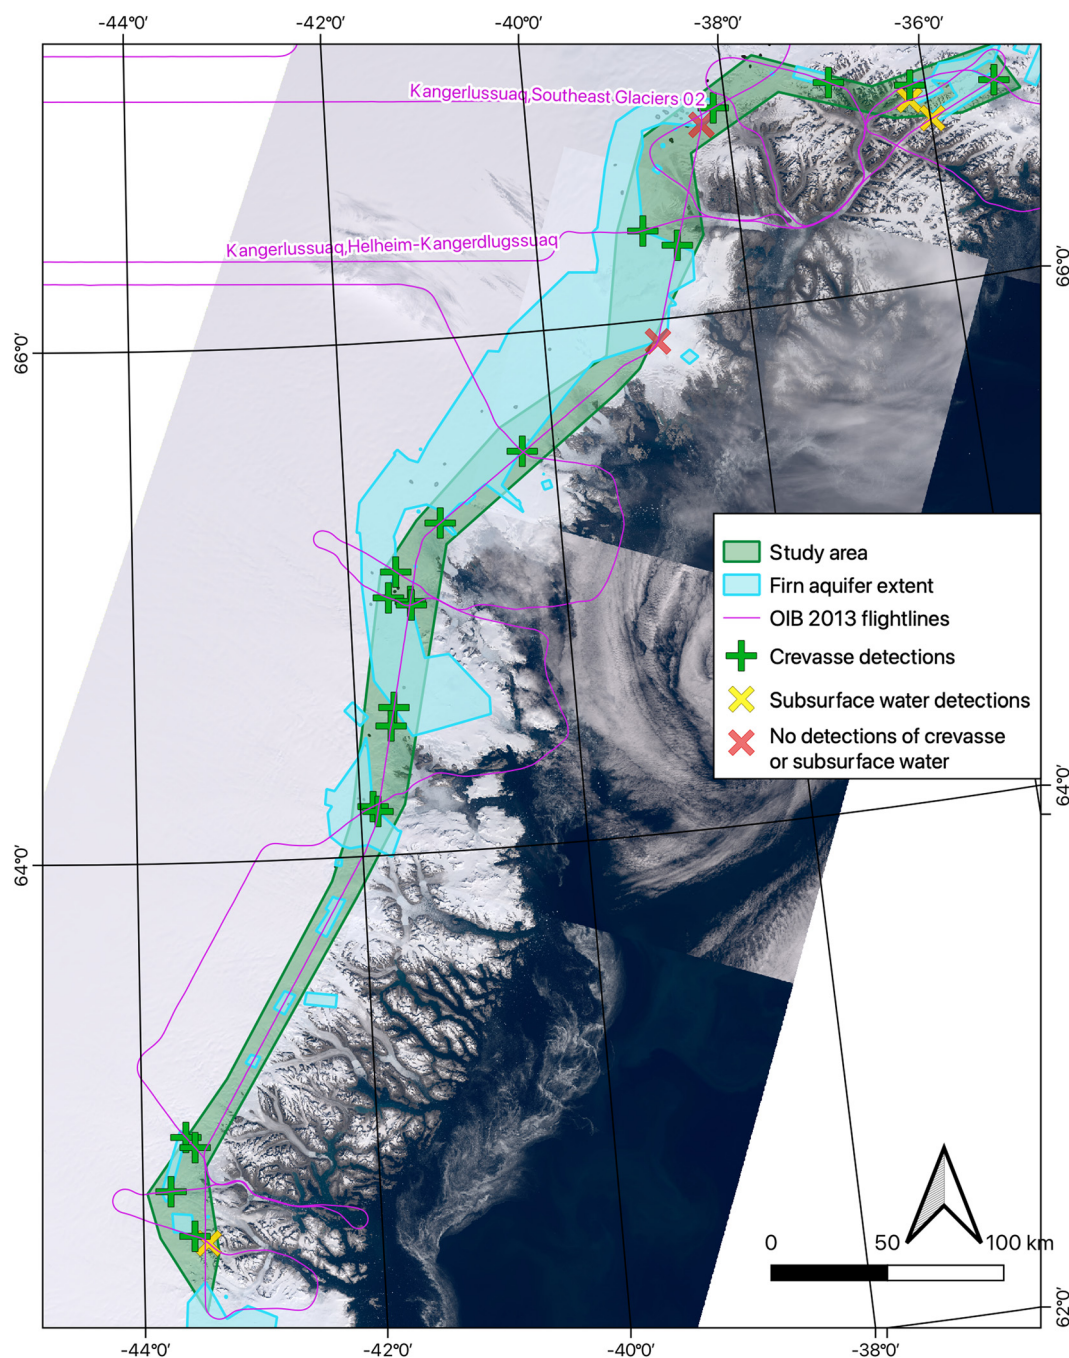 -44°0′ -42°0′ -40°0′ -38°0′ -36°0′
Kangerlussuaq,Southeast Glaciers 02
Kangerlussuaq,Helheim-Kangerdlugssuaq
66°0′
66°0′
Study area
Firn aquifer extent
OIB 2013 flightlines
Crevasse detections
Subsurface water detections
No detections of crevasse
or subsurface water
64°0′
64°0′
0 50 100 km
62°0′
-44°0′ -42°0′ -40°0′ -38°0′